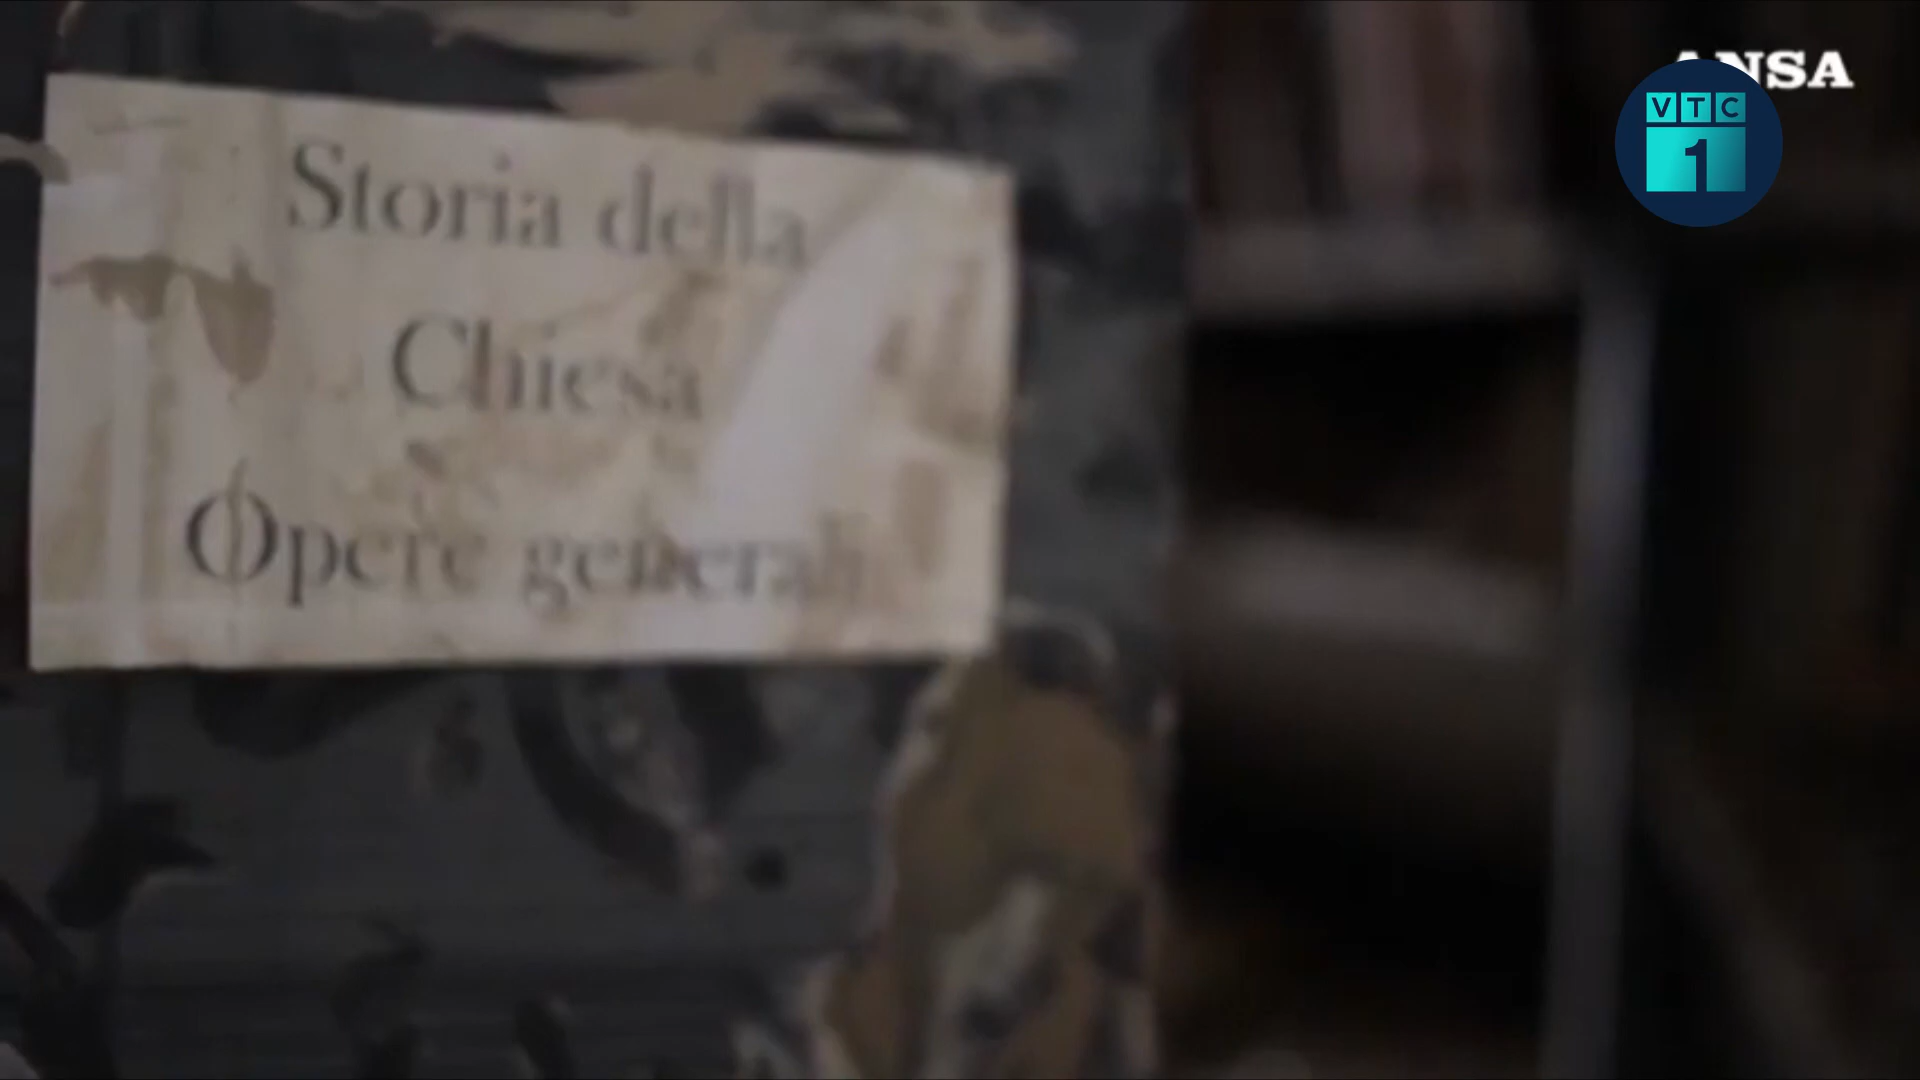 ANSA
VTC
1
Storia della
Chiesa
Opere generali